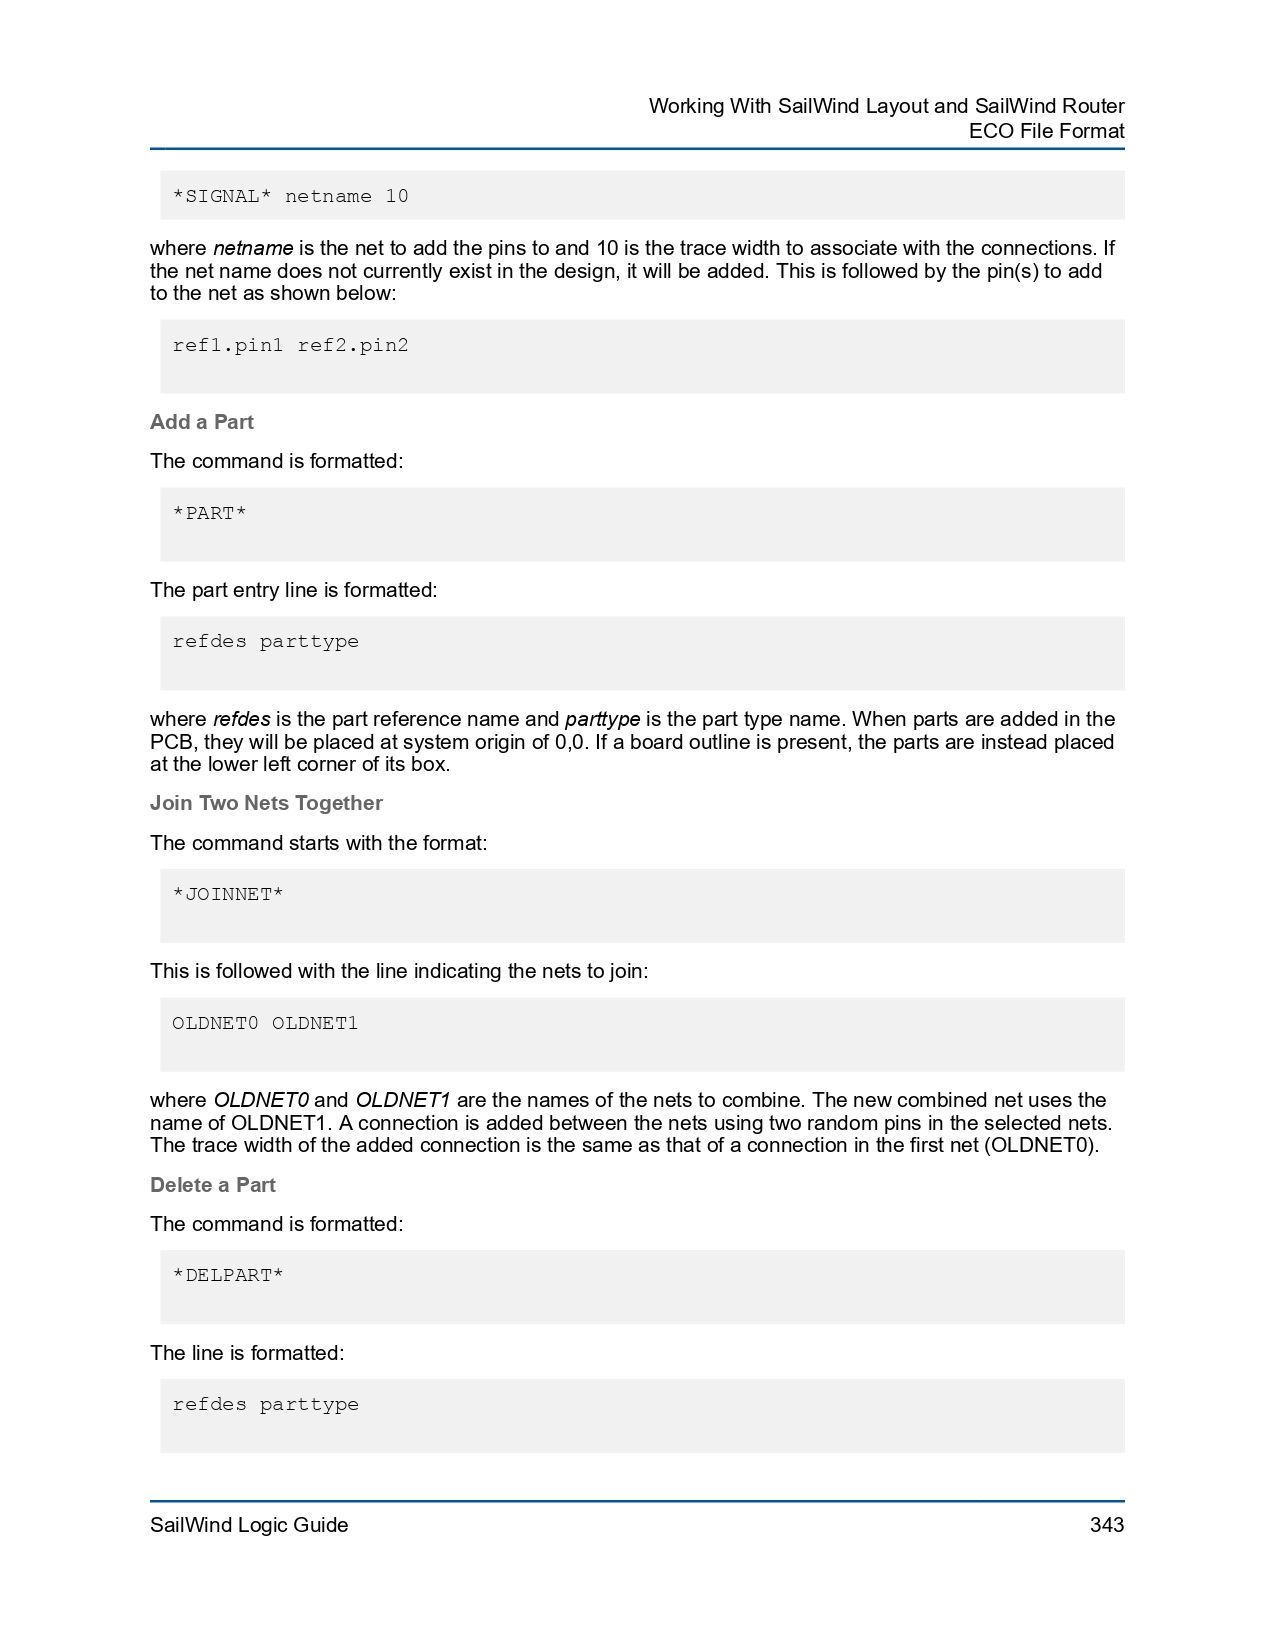 Working With SailWind Layout and SailWind Router
ECO File Format
*SIGNAL* netname 10
where netname is the net to add the pins to and 10 is the trace width to associate with the connections. If
the net name does not currently exist in the design, it will be added. This is followed by the pin(s) to add
to the net as shown below:
ref1.pin1 ref2.pin2
Add a Part
The command is formatted:
*PART*
The part entry line is formatted:
refdes parttype
where refdes is the part reference name and parttype is the part type name. When parts are added in the
PCB, they will be placed at system origin of 0,0. If a board outline is present, the parts are instead placed
at the lower left corner of its box.
Join Two Nets Together
The command starts with the format:
*JOINNET*
This is followed with the line indicating the nets to join:
OLDNET0 OLDNET1
where OLDNET0 and OLDNET1 are the names of the nets to combine. The new combined net uses the
name of OLDNET1. A connection is added between the nets using two random pins in the selected nets.
The trace width of the added connection is the same as that of a connection in the first net (OLDNET0).
Delete a Part
The command is formatted:
*DELPART*
The line is formatted:
refdes parttype
SailWind Logic Guide 343